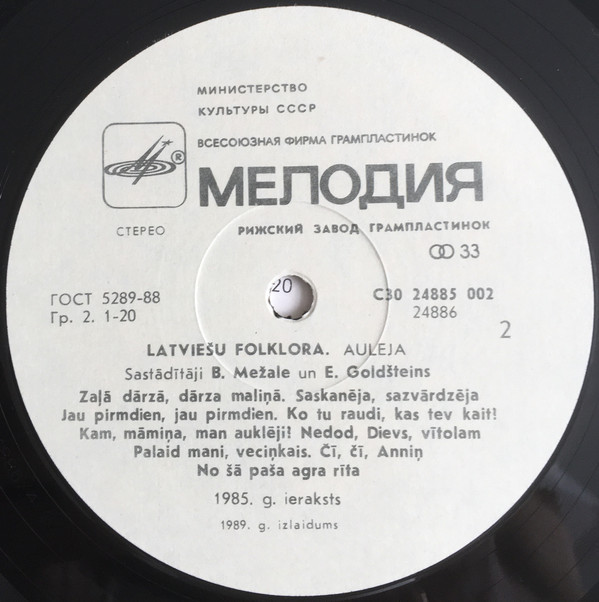 МИНИСТЕРСТВО
КУЛЬТУРЫ СССР
ВСЕСОЮЗНАЯ ФИРМА ГРАМПЛАСТИНОК
®
МЕЛОДИЯ
СТЕРЕО
РИЖСКИЙ ЗАВОД ГРАМПЛАСТИНОК
33
20
ГОСТ 5289-88
Гр. 2. 1-20
С30 24885 002
24886
2
LATVIEŠU FOLKLORA. AULEJA
Sastādītāji B. Mežale un E. Goldšteins
Zaļā dārzā, dārza maliņā. Saskanēja, sazvārdzēja
Jau pirmdien, jau pirmdien. Ko tu raudi, kas tev kait!
Kam, māmiņa, man auklēji! Nedod, Dievs, vītolam
Palaid mani, veciņkais. Čī, čī, Anniņ
No šā paša agra rīta
1985. g. ieraksts
1989. g. izlaidums